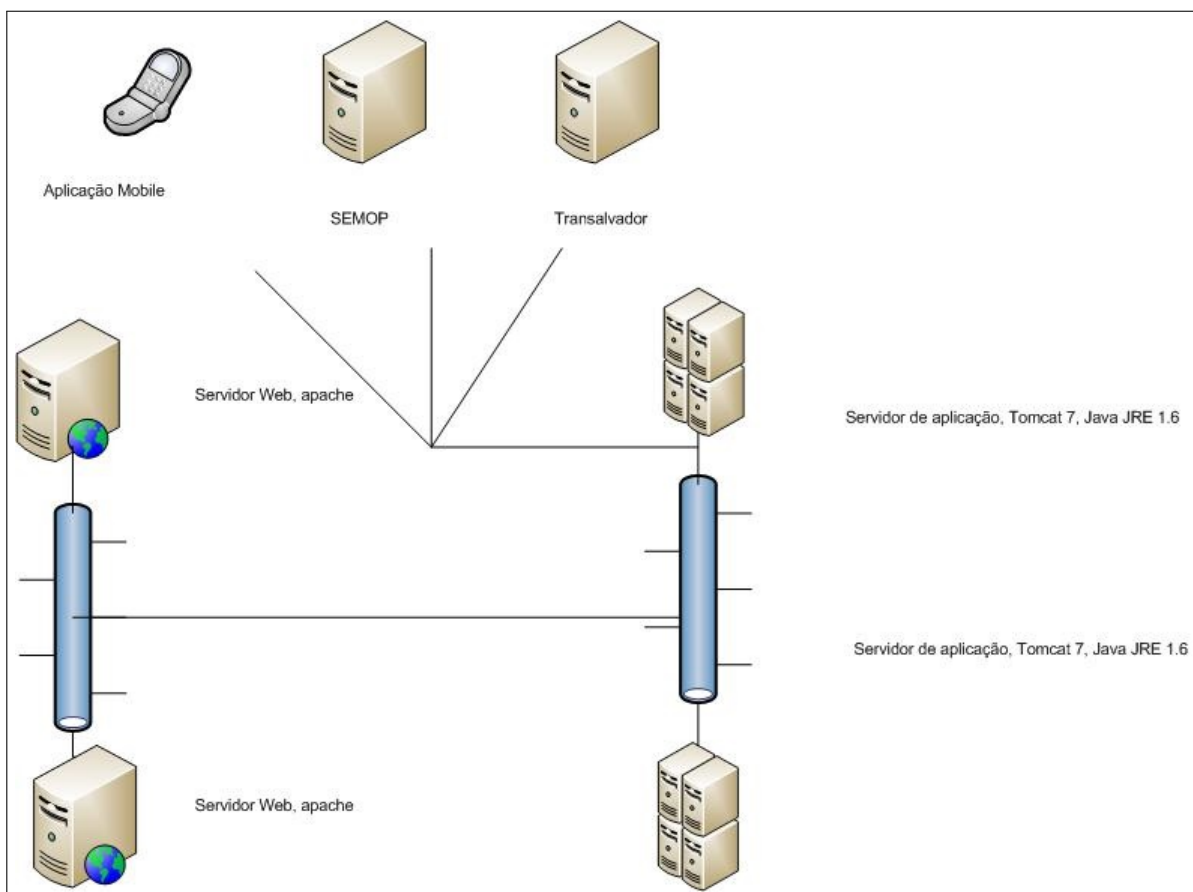 Aplicação Mobile
SEMOP
Transalvador
Servidor Web, apache
Servidor de aplicação, Tomcat 7, Java JRE 1.6
Servidor de aplicação, Tomcat 7, Java JRE 1.6
Servidor Web, apache